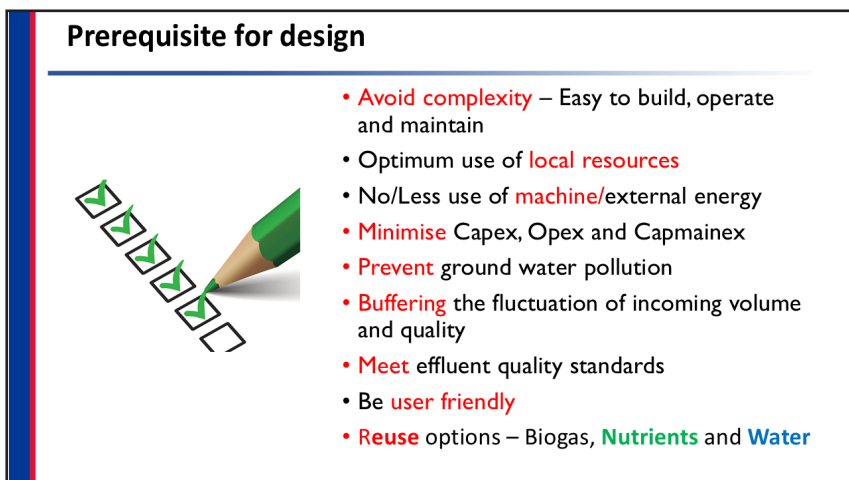 Prerequisite for design
• Avoid complexity – Easy to build, operate
and maintain
• Optimum use of local resources
• No/Less use of machine/external energy
• Minimise Capex, Opex and Capmainex
• Prevent ground water pollution
• Buffering the fluctuation of incoming volume
and quality
• Meet effluent quality standards
• Be user friendly
• Reuse options – Biogas, Nutrients and Water